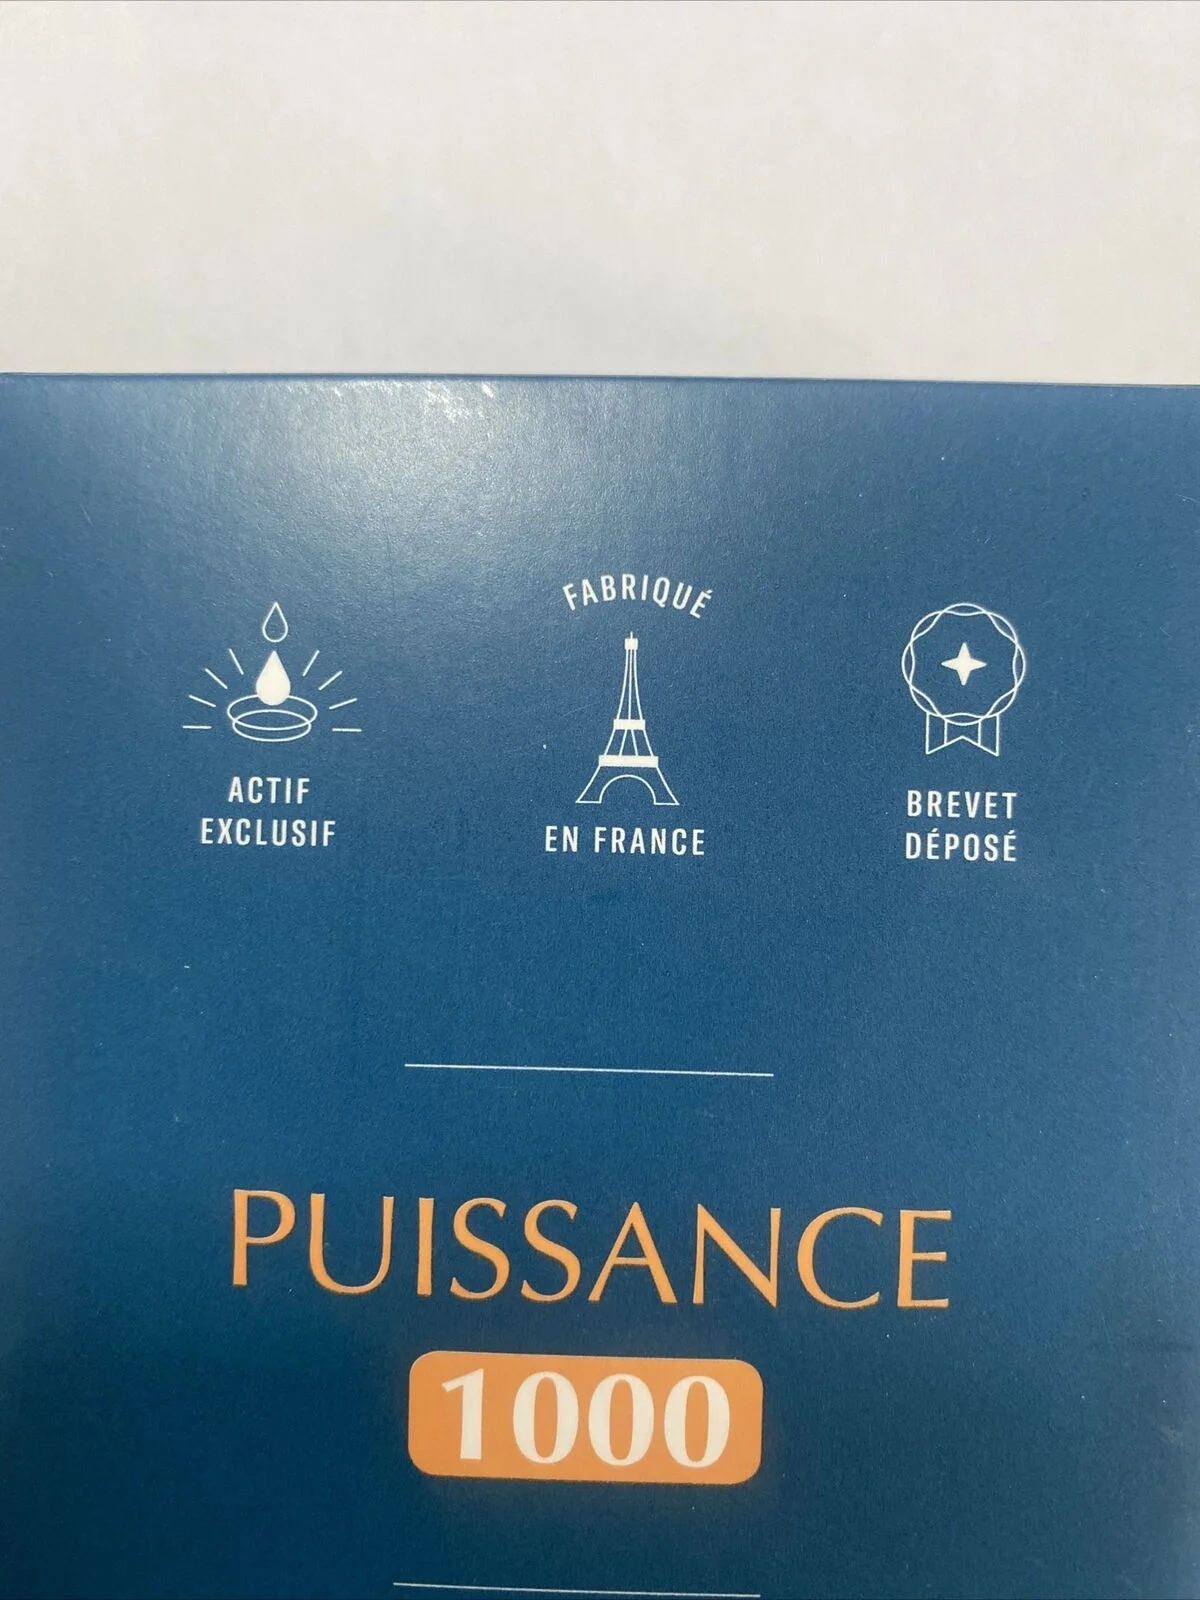 FABRIQUÉ
ACTIF
EXCLUSIF
EN FRANCE
BREVET
DÉPOSÉ
PUISSANCE
1000